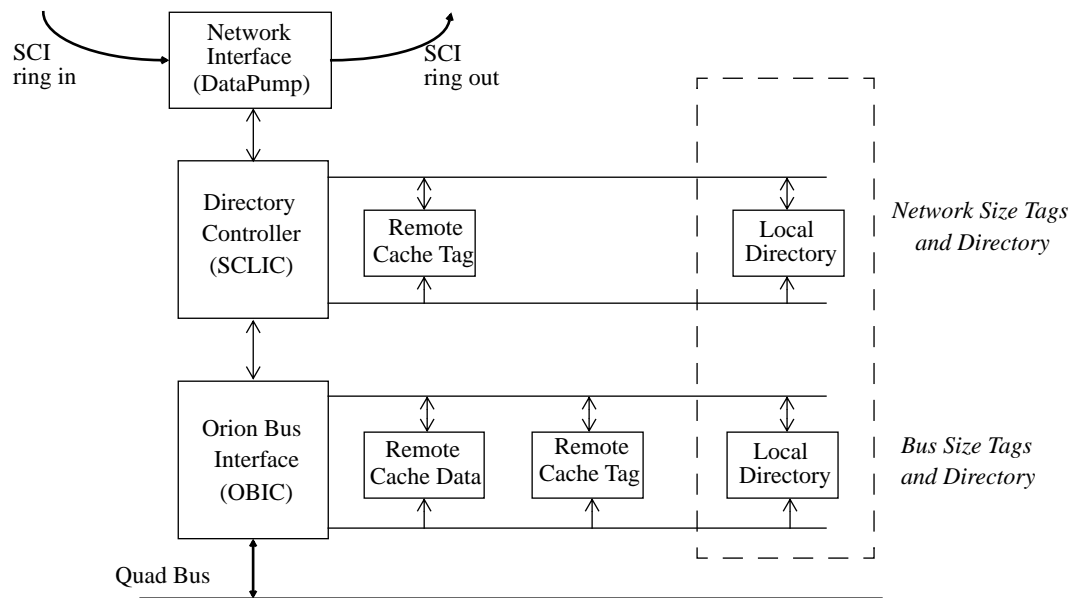 SCI
ring in
Network
Interface
(DataPump)
SCI
ring out
Directory
Controller
(SCLIC)
Remote
Cache Tag
Local
Directory
Network Size Tags
and Directory
Orion Bus
Interface
(OBIC)
Remote
Cache Data
Remote
Cache Tag
Local
Directory
Bus Size Tags
and Directory
Quad Bus